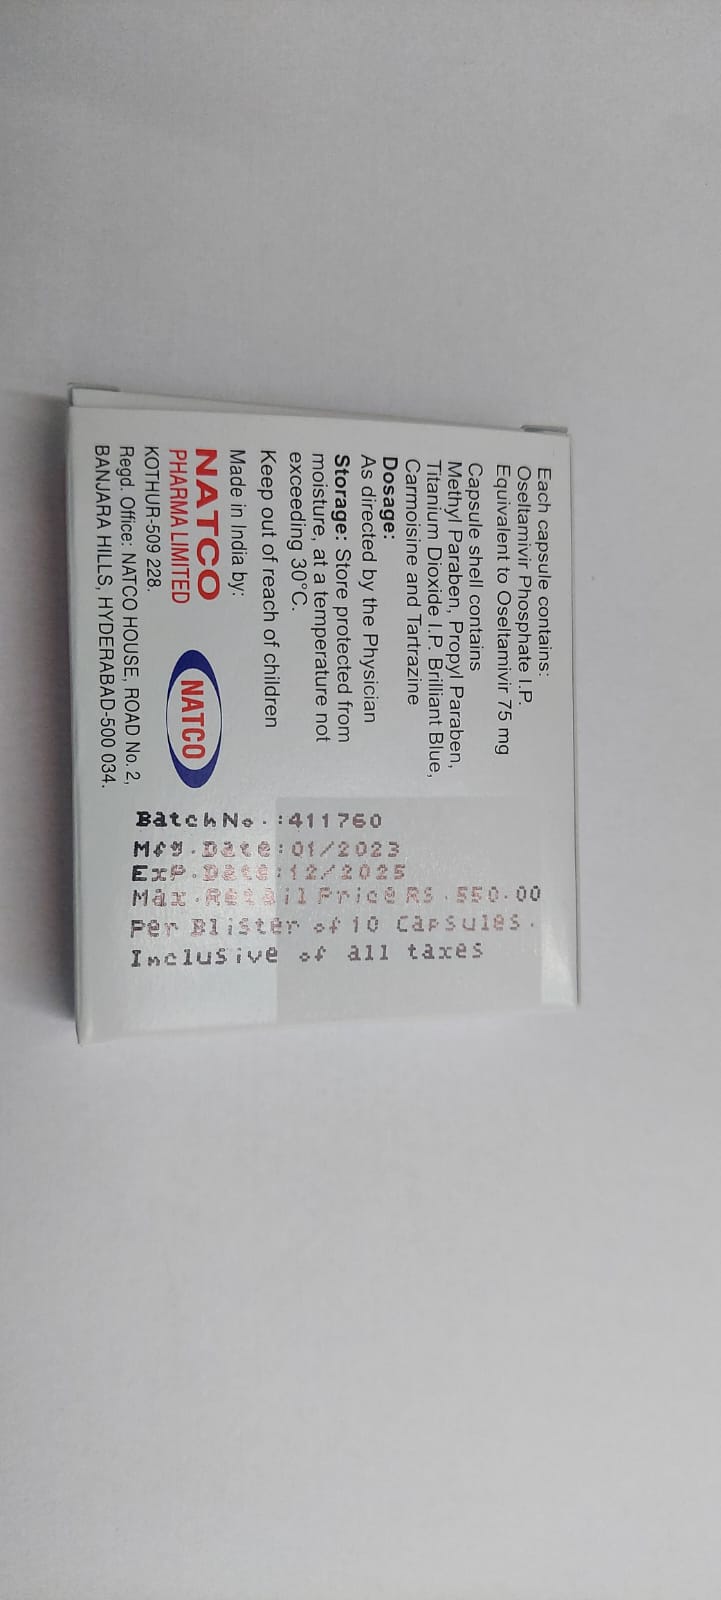 Each capsule contains:
Oseltamivir Phosphate I.P.
Equivalent to Oseltamivir 75 mg
Capsule shell contains
Methyl Paraben, Propyl Paraben,
Titanium Dioxide I.P. Brilliant Blue,
Carmoisine and Tartrazine
Dosage:
As directed by the Physician
Storage: Store protected from
moisture, at a temperature not
exceeding 30°C.
Keep out of reach of children
Made in India by:
NATCO
PHARMA LIMITED
KOTHUR-509 228.
Regd. Office: NATCO HOUSE, ROAD No. 2,
BANJARA HILLS, HYDERABAD-500 034.
NATCO
Batch No.:411760
Mfg.Date:01/2023
Exp.Date:12/2025
Max.Retail Price RS.550.00
Per Blister of 10 Capsules.
Inclusive of all taxes